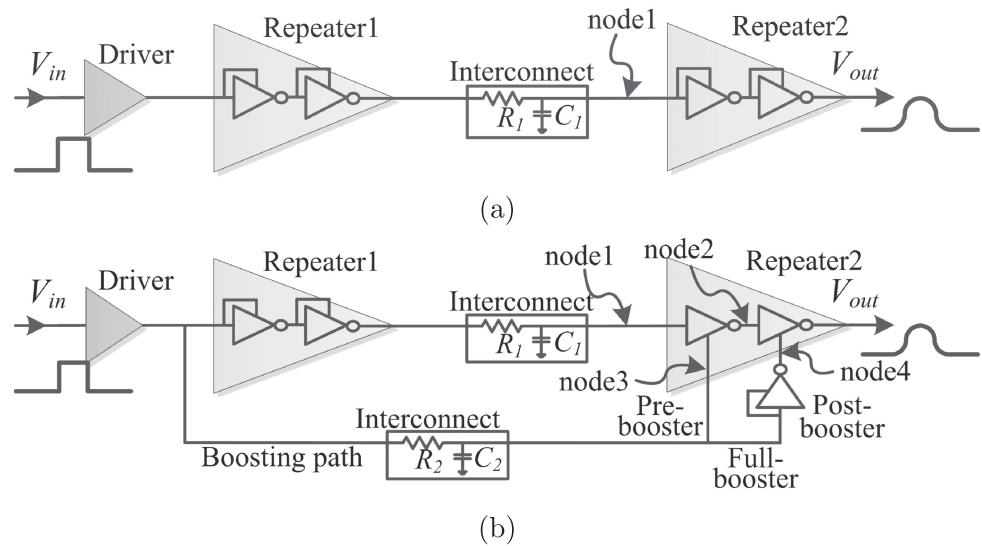 node1
Repeater1
Repeater2
Driver
V_in
Interconnect
V_out
R_1 C_1
(a)
node1
node2
Repeater1
Repeater2
Driver
V_in
Interconnect
V_out
R_1 C_1
node3
node4
Pre-
booster
Post-
booster
Interconnect
Boosting path
R_2 C_2
Full-
booster
(b)